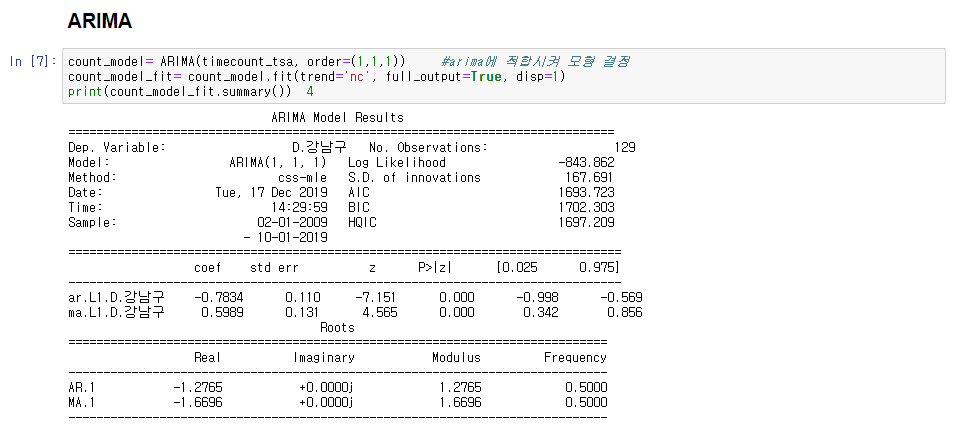 ARIMA
In [7]: count_model= ARIMA(timecount_tsa, order=(1,1,1))     #arima에 적합시켜 모형 결정
count_model_fit= count_model.fit(trend='nc', full_output=True, disp=1)
print(count_model_fit.summary())  4
ARIMA Model Results
==============================================================================
Dep. Variable:                  D.강남구   No. Observations:                  129
Model:                 ARIMA(1, 1, 1)   Log Likelihood                -843.862
Method:                       css-mle   S.D. of innovations            167.691
Date:                Tue, 17 Dec 2019   AIC                           1693.723
Time:                        14:29:59   BIC                           1702.303
Sample:                    02-01-2009   HQIC                          1697.209
- 10-01-2019
===============================================================================
coef    std err          z      P>|z|      [0.025      0.975]
-------------------------------------------------------------------------------
ar.L1.D.강남구    -0.7834      0.110     -7.151      0.000      -0.998      -0.569
ma.L1.D.강남구     0.5989      0.131      4.565      0.000       0.342       0.856
Roots
=============================================================================
Real          Imaginary           Modulus         Frequency
-----------------------------------------------------------------------------
AR.1           -1.2765           +0.0000j            1.2765            0.5000
MA.1           -1.6696           +0.0000j            1.6696            0.5000
-----------------------------------------------------------------------------